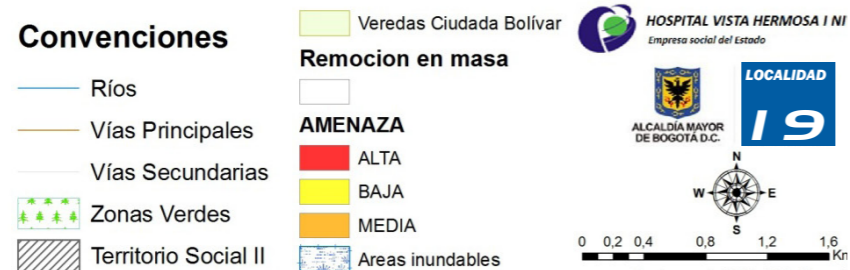 Convenciones
Ríos
Vías Principales
Vías Secundarias
Zonas Verdes
Territorio Social II
Veredas Ciudada Bolívar
Remocion en masa
AMENAZA
ALTA
BAJA
MEDIA
Areas inundables
HOSPITAL VISTA HERMOSA I NI
Empresa social del Estado
ALCALDÍA MAYOR
DE BOGOTÁ D.C.
LOCALIDAD
19
N
W E
S
0 0,2 0,4 0,8 1,2 1,6
Km